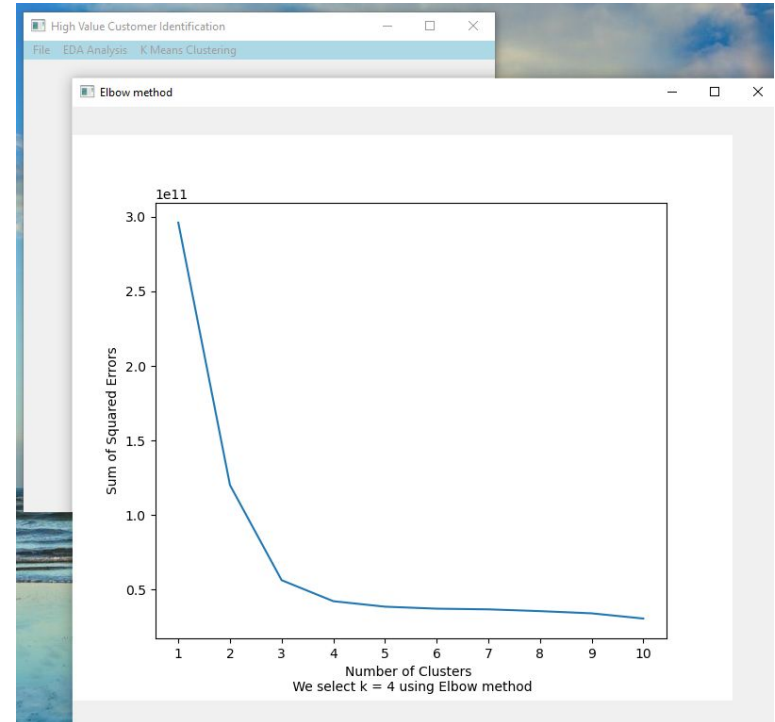 High Value Customer Identification
File EDA Analysis K Means Clustering
Elbow method
1e11
3.0
2.5
2.0
1.5
1.0
0.5
Sum of Squared Errors
1 2 3 4 5 6 7 8 9 10
Number of Clusters
We select k = 4 using Elbow method